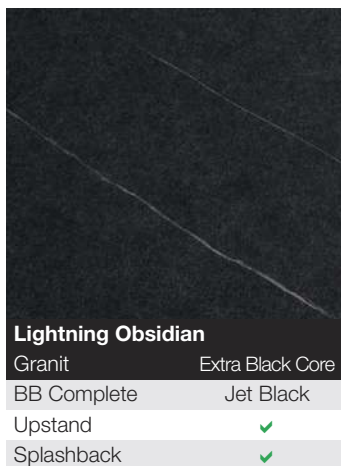 Lightning Obsidian
Granit Extra Black Core
BB Complete Jet Black
Upstand ✓
Splashback ✓